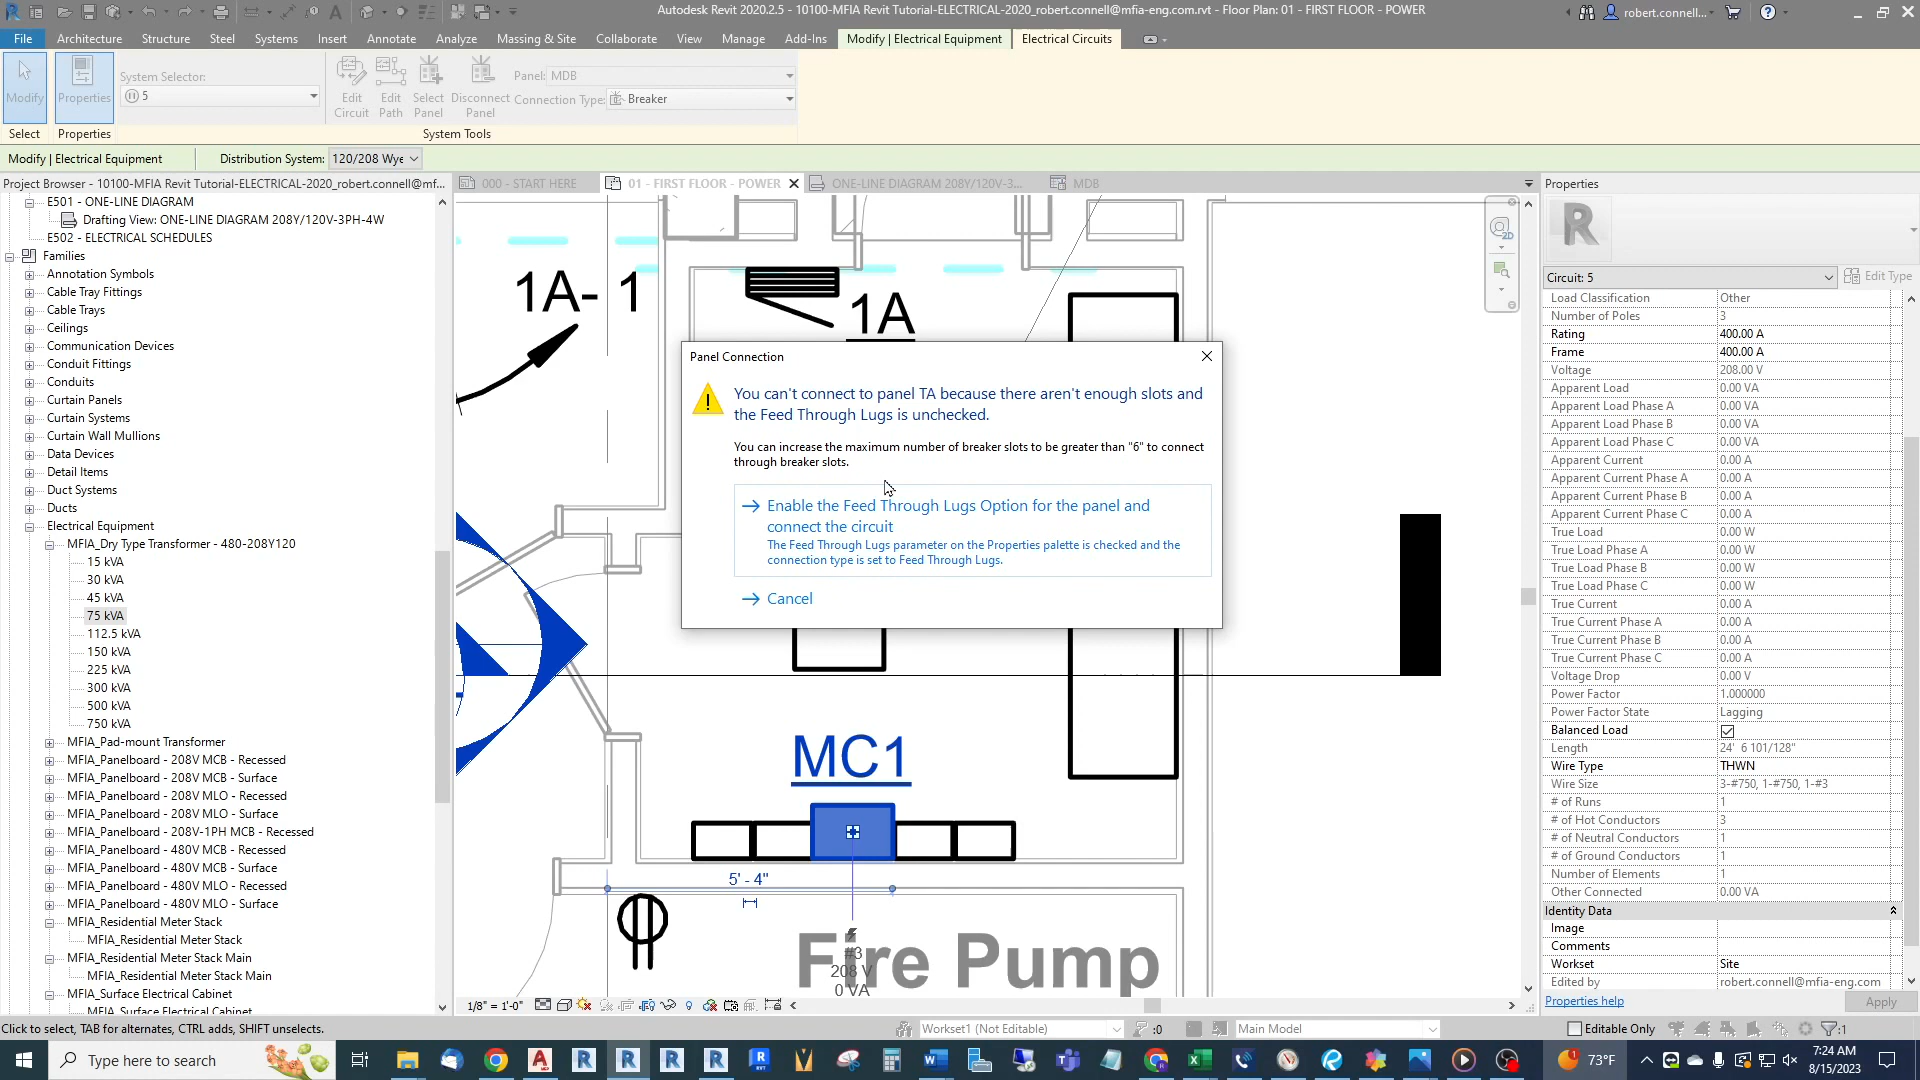 Autodesk Revit 2020.2.5 - 10100-MFIA Revit Tutorial-ELECTRICAL-2020_robert.connell@mfia-eng.com.rvt - Floor Plan: 01 - FIRST FLOOR - POWER
robert.connell...
File Architecture Structure Steel Systems Insert Annotate Analyze Massing & Site Collaborate View Manage Add-Ins Modify | Electrical Equipment Electrical Circuits
Modify
Properties
System Selector:
5
Edit Circuit
Edit Path
Select Panel
Disconnect Panel
Panel: MDB
Connection Type: Breaker
Select
Properties
System Tools
Modify | Electrical Equipment
Distribution System: 120/208 Wye
Project Browser - 10100-MFIA Revit Tutorial-ELECTRICAL-2020_robert.connell@mf...
E501 - ONE-LINE DIAGRAM
Drafting View: ONE-LINE DIAGRAM 208Y/120V-3PH-4W
E502 - ELECTRICAL SCHEDULES
Families
Annotation Symbols
Cable Tray Fittings
Cable Trays
Ceilings
Communication Devices
Conduit Fittings
Conduits
Curtain Panels
Curtain Systems
Curtain Wall Mullions
Data Devices
Detail Items
Duct Systems
Ducts
Electrical Equipment
MFIA_Dry Type Transformer - 480-208Y120
15 kVA
30 kVA
45 kVA
75 kVA
112.5 kVA
150 kVA
225 kVA
300 kVA
500 kVA
750 kVA
MFIA_Pad-mount Transformer
MFIA_Panelboard - 208V MCB - Recessed
MFIA_Panelboard - 208V MCB - Surface
MFIA_Panelboard - 208V MLO - Recessed
MFIA_Panelboard - 208V MLO - Surface
MFIA_Panelboard - 208V-1PH MCB - Recessed
MFIA_Panelboard - 480V MCB - Recessed
MFIA_Panelboard - 480V MCB - Surface
MFIA_Panelboard - 480V MLO - Recessed
MFIA_Panelboard - 480V MLO - Surface
MFIA_Residential Meter Stack
MFIA_Residential Meter Stack
MFIA_Residential Meter Stack Main
MFIA_Residential Meter Stack Main
MFIA_Surface Electrical Cabinet
MFIA_Surface Electrical Cabinet
000 - START HERE
01 - FIRST FLOOR - POWER
ONE-LINE DIAGRAM 208Y/120V-3...
MDB
2D
1A- 1
1A
Panel Connection
You can't connect to panel TA because there aren't enough slots and
the Feed Through Lugs is unchecked.
You can increase the maximum number of breaker slots to be greater than "6" to connect
through breaker slots.
Enable the Feed Through Lugs Option for the panel and
connect the circuit
The Feed Through Lugs parameter on the Properties palette is checked and the
connection type is set to Feed Through Lugs.
Cancel
MC1
5' - 4"
#3
208 V
0 VA
Fire Pump
1/8" = 1'-0"
Properties
Circuit: 5
Edit Type
Load Classification Other
Number of Poles 3
Rating 400.00 A
Frame 400.00 A
Voltage 208.00 V
Apparent Load 0.00 VA
Apparent Load Phase A 0.00 VA
Apparent Load Phase B 0.00 VA
Apparent Load Phase C 0.00 VA
Apparent Current 0.00 A
Apparent Current Phase A 0.00 A
Apparent Current Phase B 0.00 A
Apparent Current Phase C 0.00 A
True Load 0.00 W
True Load Phase A 0.00 W
True Load Phase B 0.00 W
True Load Phase C 0.00 W
True Current 0.00 A
True Current Phase A 0.00 A
True Current Phase B 0.00 A
True Current Phase C 0.00 A
Voltage Drop 0.00 V
Power Factor 1.000000
Power Factor State Lagging
Balanced Load
Length 24' 6 101/128"
Wire Type THWN
Wire Size 3-#750, 1-#750, 1-#3
# of Runs 1
# of Hot Conductors 3
# of Neutral Conductors 1
# of Ground Conductors 1
Number of Elements 1
Other Connected 0.00 VA
Identity Data
Image
Comments
Workset Site
Edited by robert.connell@mfia-eng.com
Properties help
Apply
Click to select, TAB for alternates, CTRL adds, SHIFT unselects.
Workset1 (Not Editable)
:0
Main Model
Editable Only
:1
Type here to search
73°F
7:24 AM
8/15/2023